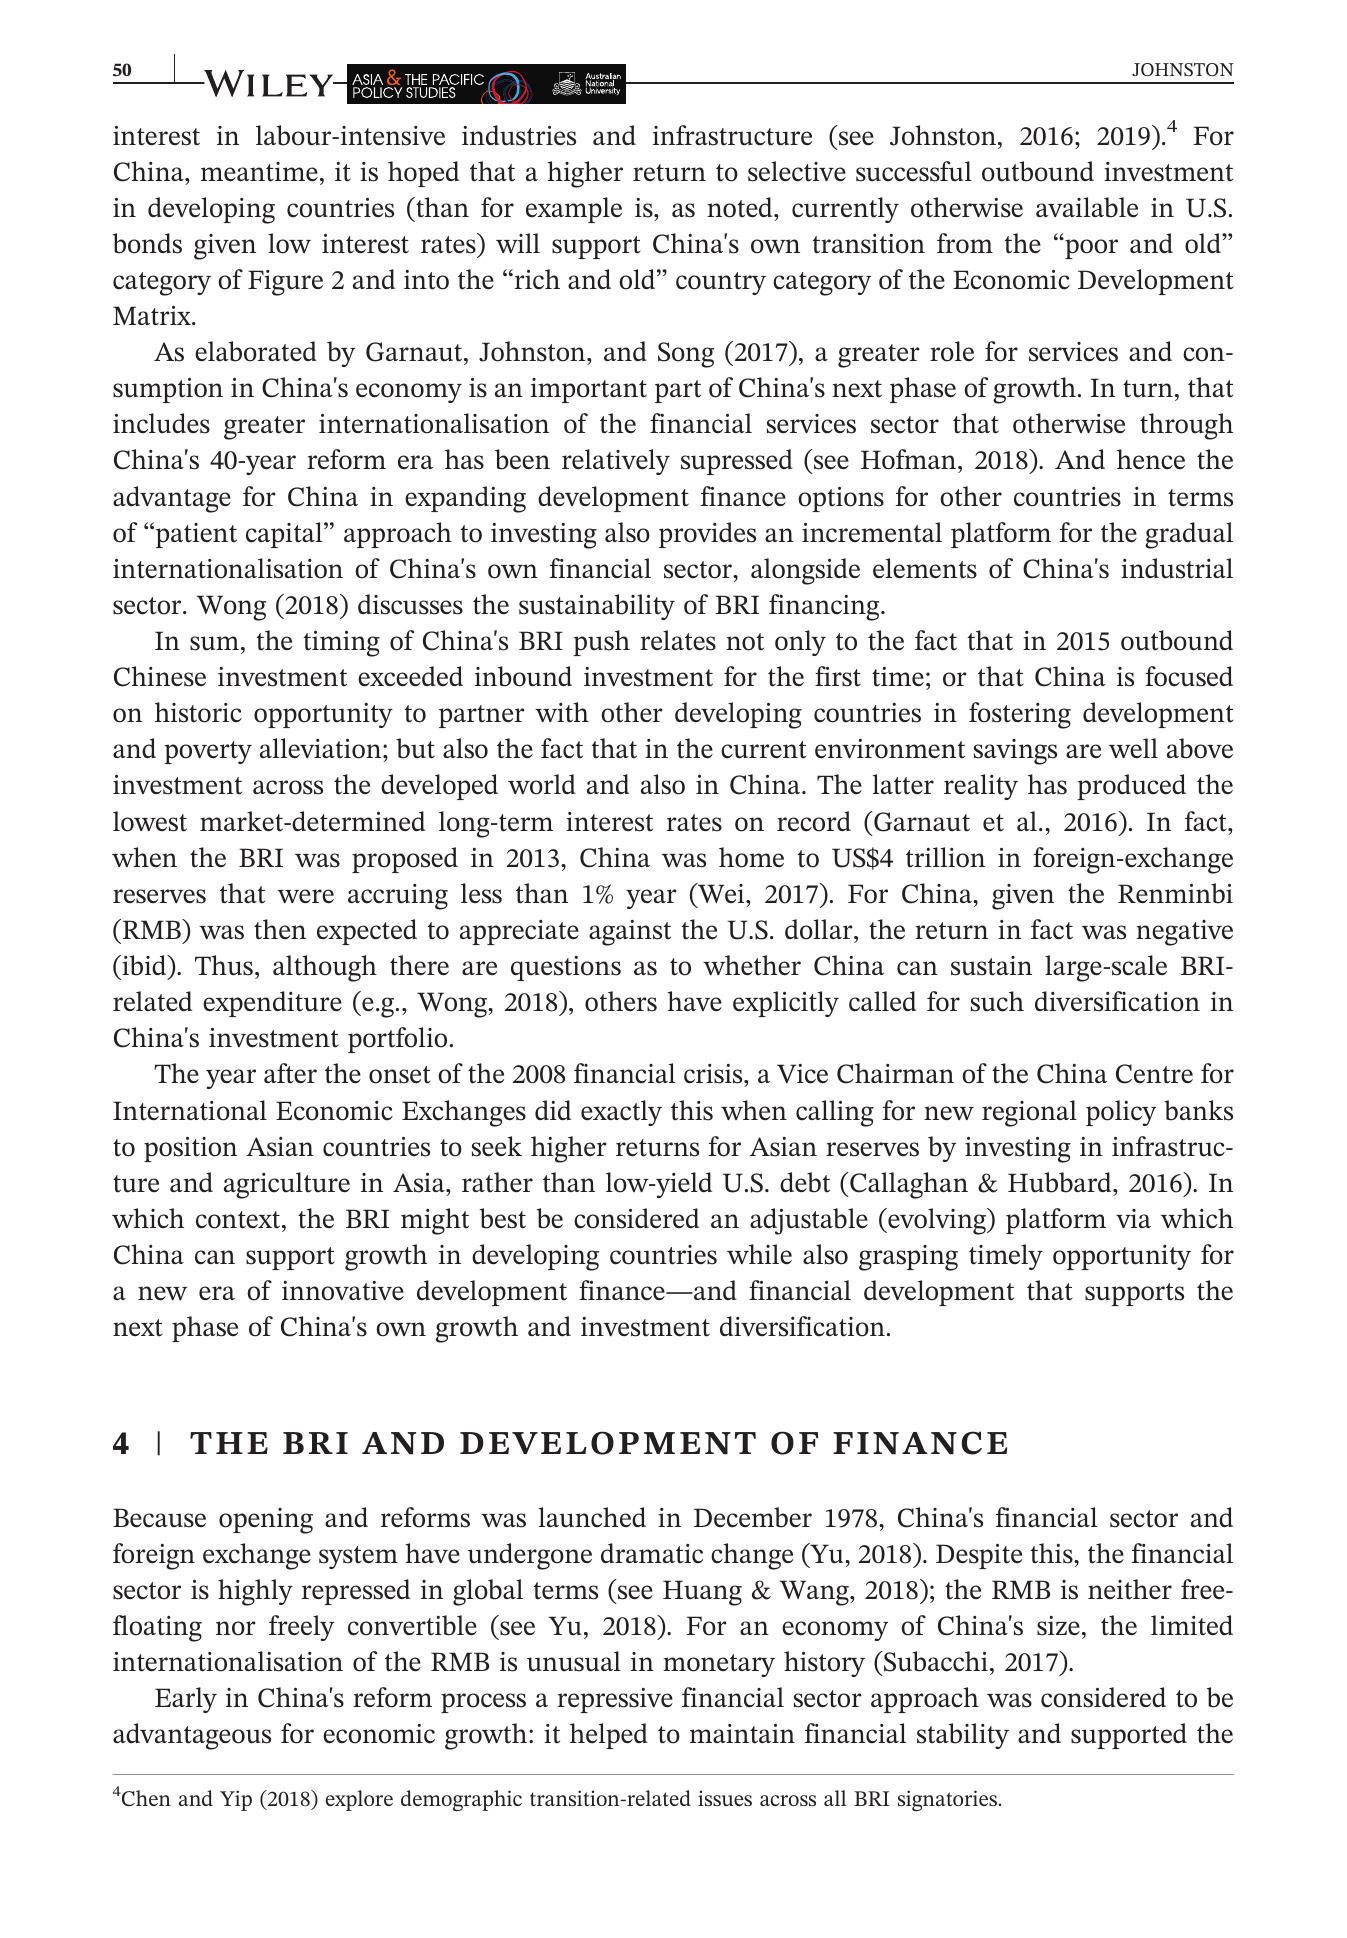 50
WILEY
ASIA & THE PACIFIC
POLICY STUDIES
Australian
National
University
JOHNSTON
interest in labour-intensive industries and infrastructure (see Johnston, 2016; 2019).4 For
China, meantime, it is hoped that a higher return to selective successful outbound investment
in developing countries (than for example is, as noted, currently otherwise available in U.S.
bonds given low interest rates) will support China's own transition from the “poor and old”
category of Figure 2 and into the “rich and old” country category of the Economic Development
Matrix.
As elaborated by Garnaut, Johnston, and Song (2017), a greater role for services and con-
sumption in China's economy is an important part of China's next phase of growth. In turn, that
includes greater internationalisation of the financial services sector that otherwise through
China's 40-year reform era has been relatively supressed (see Hofman, 2018). And hence the
advantage for China in expanding development finance options for other countries in terms
of “patient capital” approach to investing also provides an incremental platform for the gradual
internationalisation of China's own financial sector, alongside elements of China's industrial
sector. Wong (2018) discusses the sustainability of BRI financing.
In sum, the timing of China's BRI push relates not only to the fact that in 2015 outbound
Chinese investment exceeded inbound investment for the first time; or that China is focused
on historic opportunity to partner with other developing countries in fostering development
and poverty alleviation; but also the fact that in the current environment savings are well above
investment across the developed world and also in China. The latter reality has produced the
lowest market-determined long-term interest rates on record (Garnaut et al., 2016). In fact,
when the BRI was proposed in 2013, China was home to US$4 trillion in foreign-exchange
reserves that were accruing less than 1% year (Wei, 2017). For China, given the Renminbi
(RMB) was then expected to appreciate against the U.S. dollar, the return in fact was negative
(ibid). Thus, although there are questions as to whether China can sustain large-scale BRI-
related expenditure (e.g., Wong, 2018), others have explicitly called for such diversification in
China's investment portfolio.
The year after the onset of the 2008 financial crisis, a Vice Chairman of the China Centre for
International Economic Exchanges did exactly this when calling for new regional policy banks
to position Asian countries to seek higher returns for Asian reserves by investing in infrastruc-
ture and agriculture in Asia, rather than low-yield U.S. debt (Callaghan & Hubbard, 2016). In
which context, the BRI might best be considered an adjustable (evolving) platform via which
China can support growth in developing countries while also grasping timely opportunity for
a new era of innovative development finance—and financial development that supports the
next phase of China's own growth and investment diversification.
4 | THE BRI AND DEVELOPMENT OF FINANCE
Because opening and reforms was launched in December 1978, China's financial sector and
foreign exchange system have undergone dramatic change (Yu, 2018). Despite this, the financial
sector is highly repressed in global terms (see Huang & Wang, 2018); the RMB is neither free-
floating nor freely convertible (see Yu, 2018). For an economy of China's size, the limited
internationalisation of the RMB is unusual in monetary history (Subacchi, 2017).
Early in China's reform process a repressive financial sector approach was considered to be
advantageous for economic growth: it helped to maintain financial stability and supported the
4Chen and Yip (2018) explore demographic transition-related issues across all BRI signatories.